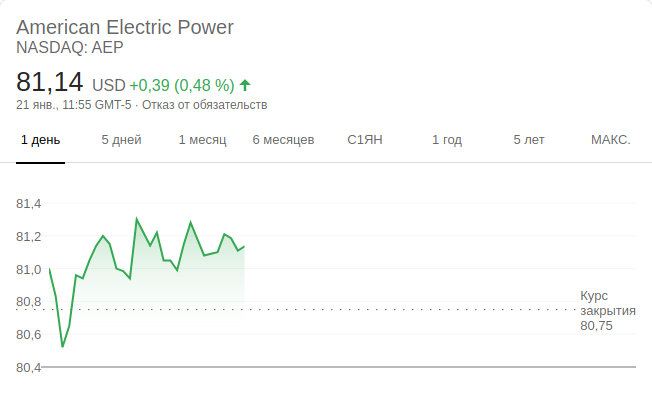 American Electric Power
NASDAQ: AEP
81,14 USD +0,39 (0,48 %)
21 янв., 11:55 GMT-5 · Отказ от обязательств
1 день 5 дней 1 месяц 6 месяцев С1ЯН 1 год 5 лет МАКС.
81,4
81,2
81,0
80,8
Курс
закрытия
80,75
80,6
80,4